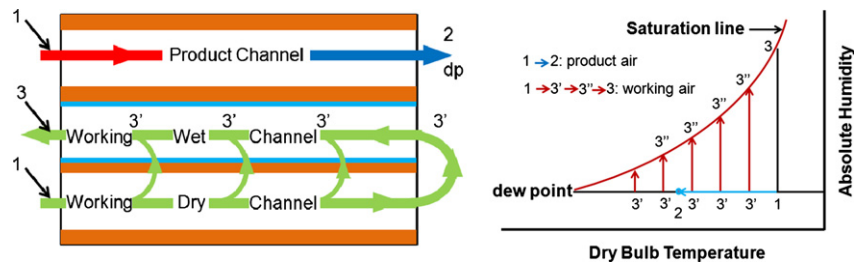 1
Product Channel
2
dp
3
3' 3' 3' 3'
Working Wet Channel
1
Working Dry Channel
Saturation line
3
1 → 2: product air
1 → 3' → 3'' → 3: working air
3''
3''
3''
3''
dew point
3' 3' 3' 3' 3' 1
2
Dry Bulb Temperature
Absolute Humidity